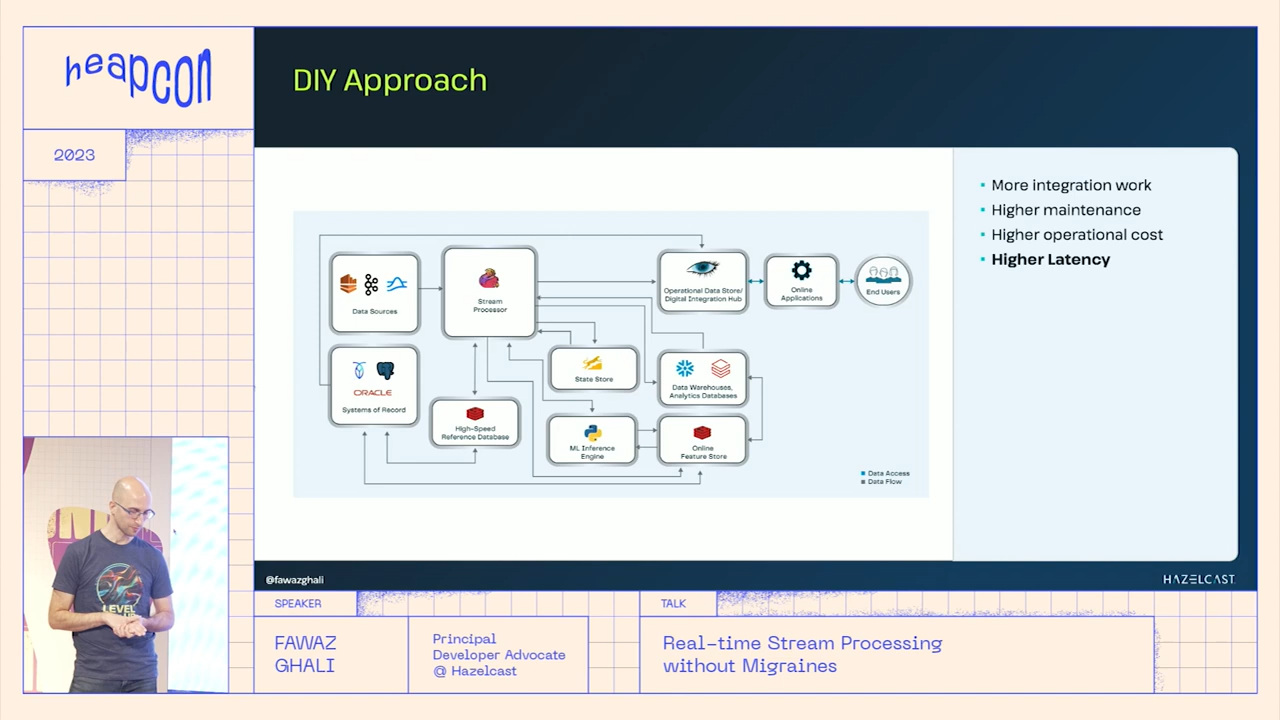 heapcon
2023
DIY Approach
More integration work
Higher maintenance
Higher operational cost
Higher Latency
Data Sources
Stream
Processor
Operational Data Store/
Digital Integration Hub
Online
Applications
End Users
ORACLE
Systems of Record
High-Speed
Reference Database
State Store
Data Warehouses,
Analytics Databases
ML Inference
Engine
Online
Feature Store
Data Access
Data Flow
@fawazghali
HAZELCAST
LEVEL
SPEAKER
FAWAZ
GHALI
Principal
Developer Advocate
@ Hazelcast
TALK
Real-time Stream Processing
without Migraines